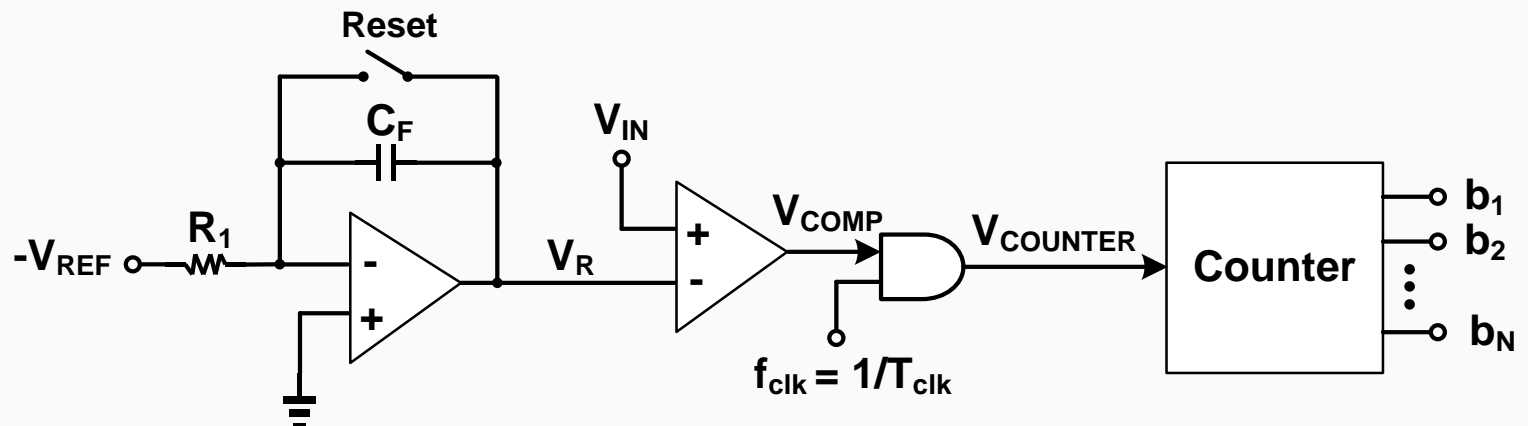 Reset
C_F
V_IN
R_1
-V_REF
-
+
V_R
+
-
V_COMP
V_COUNTER
f_clk = 1/T_clk
Counter
b_1
b_2
b_N